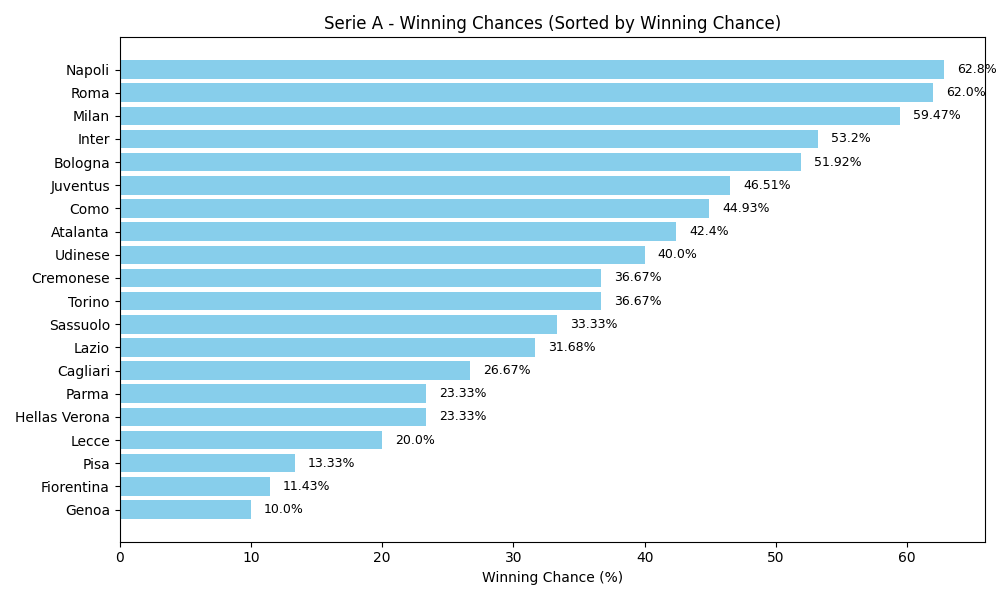 Serie A - Winning Chances (Sorted by Winning Chance)
Napoli 62.8%
Roma 62.0%
Milan 59.47%
Inter 53.2%
Bologna 51.92%
Juventus 46.51%
Como 44.93%
Atalanta 42.4%
Udinese 40.0%
Cremonese 36.67%
Torino 36.67%
Sassuolo 33.33%
Lazio 31.68%
Cagliari 26.67%
Parma 23.33%
Hellas Verona 23.33%
Lecce 20.0%
Pisa 13.33%
Fiorentina 11.43%
Genoa 10.0%
0 10 20 30 40 50 60
Winning Chance (%)